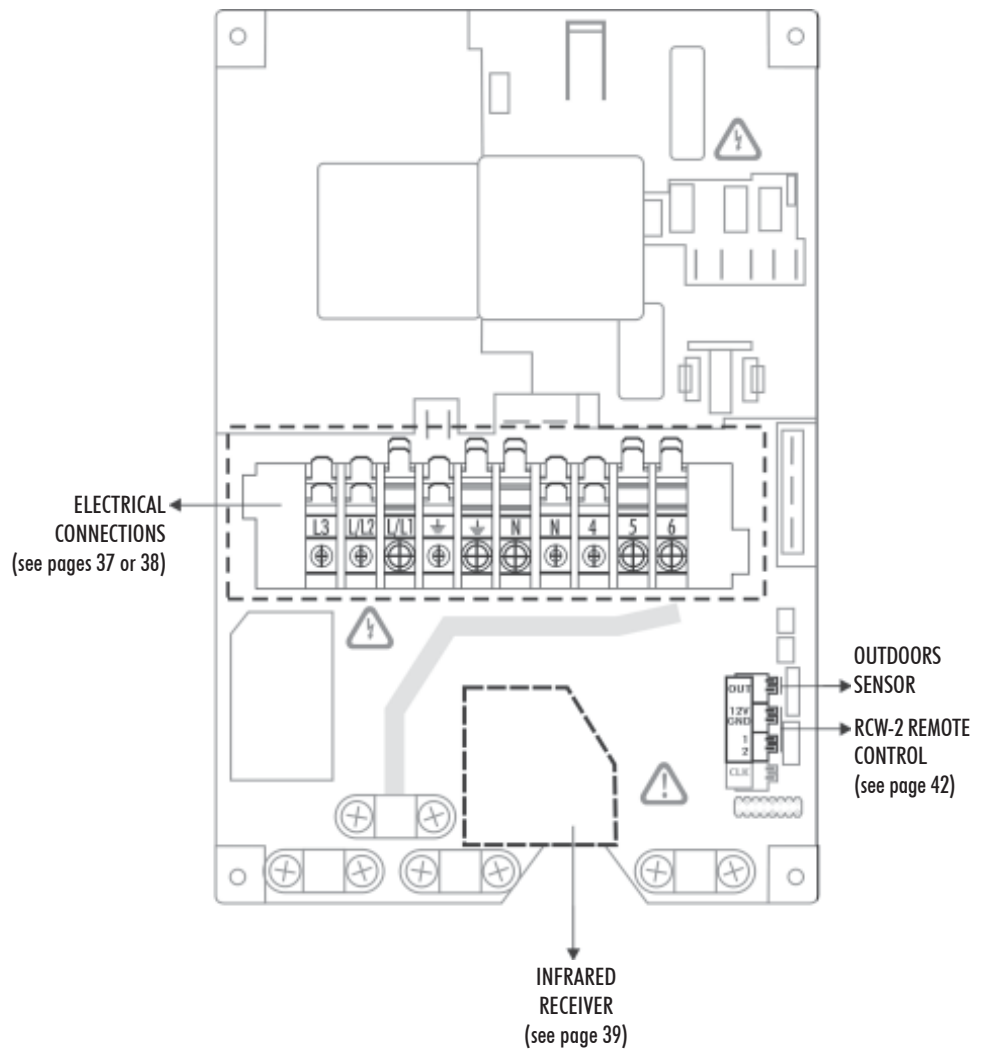 ELECTRICAL
CONNECTIONS
(see pages 37 or 38)
L3 L/L2 L/L1 N N 4 5 6
OUT
12V
GND
1
2
CLK
OUTDOORS
SENSOR
RCW-2 REMOTE
CONTROL
(see page 42)
INFRARED
RECEIVER
(see page 39)